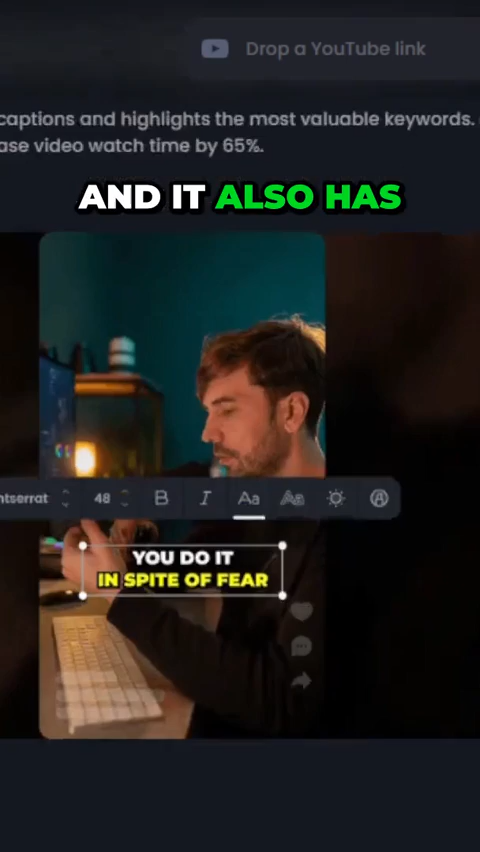 Drop a YouTube link
captions and highlights the most valuable keywords.
ase video watch time by 65%.
AND IT ALSO HAS
ntserrat 48 B I Aa Aa
YOU DO IT
IN SPITE OF FEAR